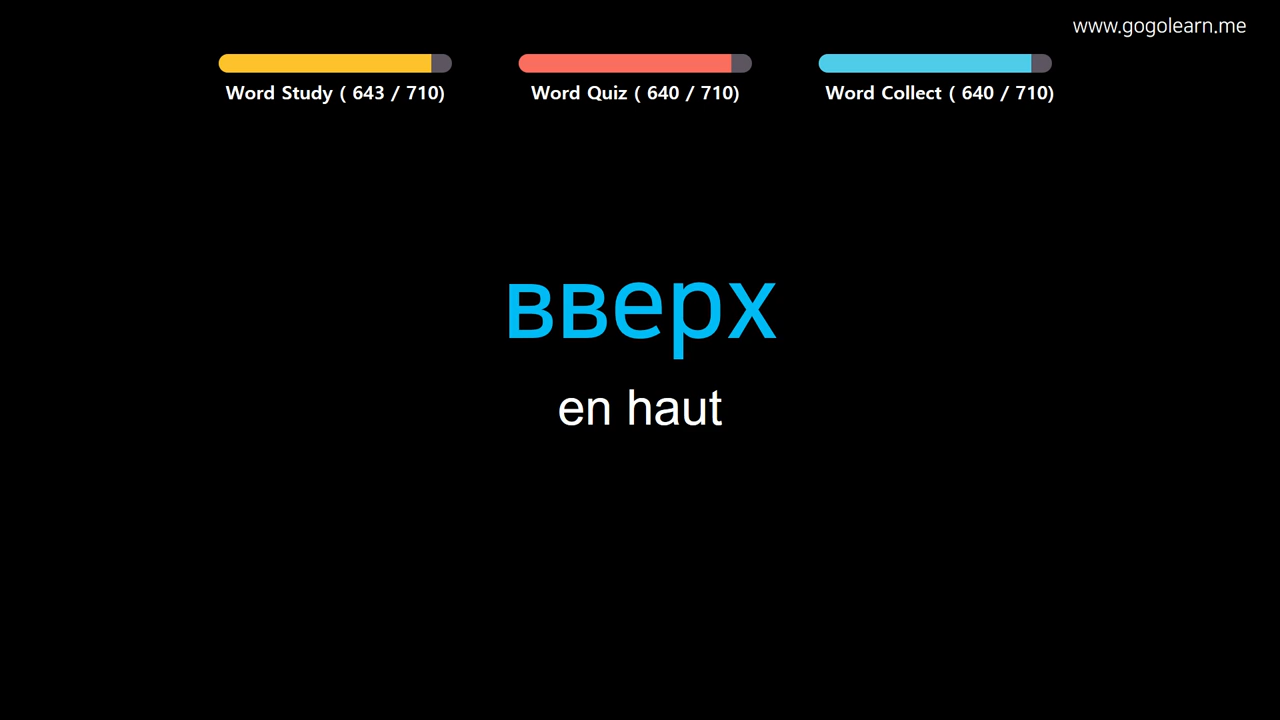 www.gogolearn.me
Word Study ( 643 / 710)
Word Quiz ( 640 / 710)
Word Collect ( 640 / 710)
вверх
en haut